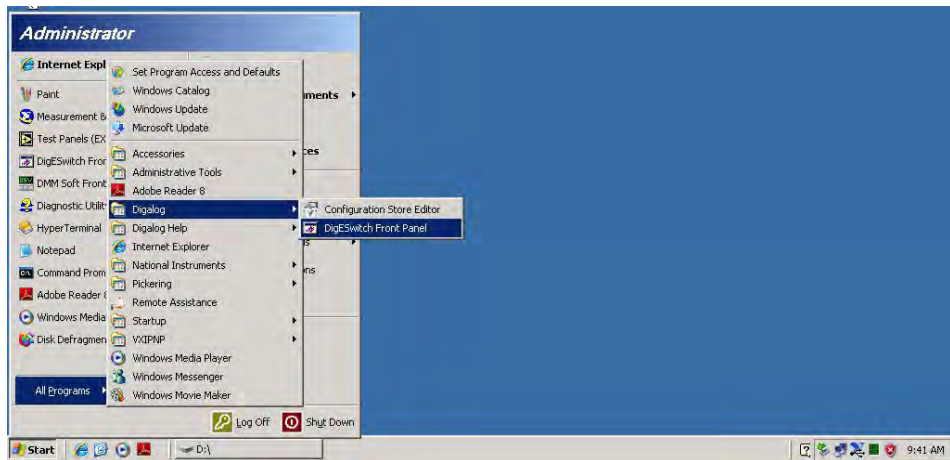 Administrator
Internet Expl
Paint
Measurement &
Test Panels (EX
DigESwitch Fron
DMM Soft Front
Diagnostic Utilit
HyperTerminal
Notepad
Command Prom
Adobe Reader 8
Windows Media
Disk Defragmen
All Programs
Set Program Access and Defaults
Windows Catalog
Windows Update
Microsoft Update
Accessories
Administrative Tools
Adobe Reader 8
Digalog
Digalog Help
Internet Explorer
National Instruments
Pickering
Remote Assistance
Startup
VXIPNP
Windows Media Player
Windows Messenger
Windows Movie Maker
Configuration Store Editor
DigESwitch Front Panel
uments
ces
ns
Log Off
Shut Down
Start
D:\
9:41 AM